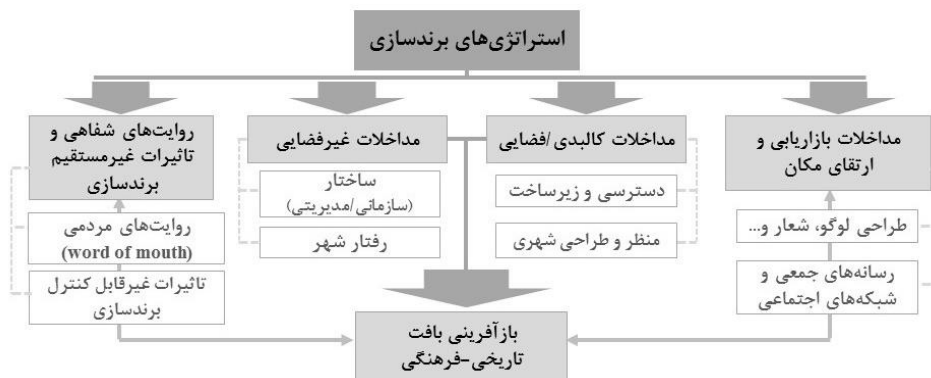 استراتژی‌های برندسازی
مداخلات بازاریابی و
ارتقای مکان
مداخلات کالبدی/فضایی
مداخلات غیرفضایی
روایت‌های شفاهی و
تاثیرات غیرمستقیم
برندسازی
طراحی لوگو، شعار و...
رسانه‌های جمعی و
شبکه‌های اجتماعی
دسترسی و زیرساخت
منظر و طراحی شهری
ساختار
(سازمانی/مدیریتی)
رفتار شهر
روایت‌های مردمی
(word of mouth)
تاثیرات غیرقابل کنترل
برندسازی
بازآفرینی بافت
تاریخی-فرهنگی